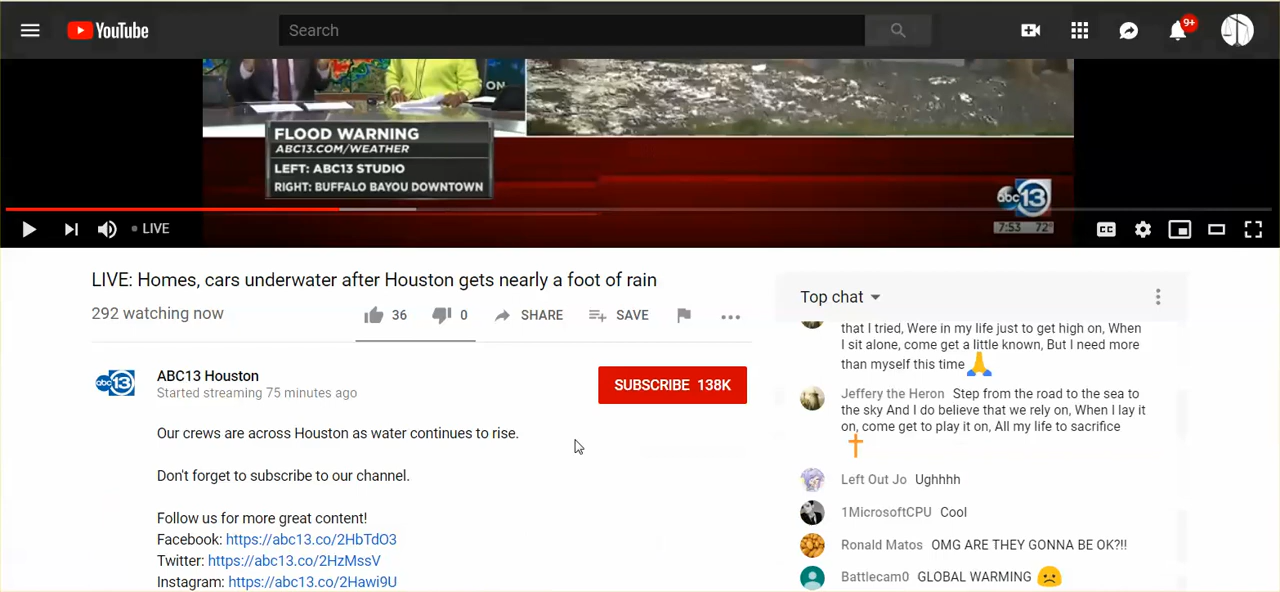 YouTube
Search
9+
ON
FLOOD WARNING
ABC13.COM/WEATHER
LEFT: ABC13 STUDIO
RIGHT: BUFFALO BAYOU DOWNTOWN
abc 13
7:53 72°
LIVE
CC
LIVE: Homes, cars underwater after Houston gets nearly a foot of rain
292 watching now
36
0
SHARE
SAVE
abc 13
ABC13 Houston
Started streaming 75 minutes ago
SUBSCRIBE 138K
Our crews are across Houston as water continues to rise.
Don't forget to subscribe to our channel.
Follow us for more great content!
Facebook: https://abc13.co/2HbTdO3
Twitter: https://abc13.co/2HzMssV
Instagram: https://abc13.co/2Hawi9U
Top chat
that I tried, Were in my life just to get high on, When
I sit alone, come get a little known, But I need more
than myself this time 🙏
Jeffery the Heron Step from the road to the sea to
the sky And I do believe that we rely on, When I lay it
on, come get to play it on, All my life to sacrifice
Left Out Jo Ughhhh
1MicrosoftCPU Cool
Ronald Matos OMG ARE THEY GONNA BE OK?!!
Battlecam0 GLOBAL WARMING 🙁